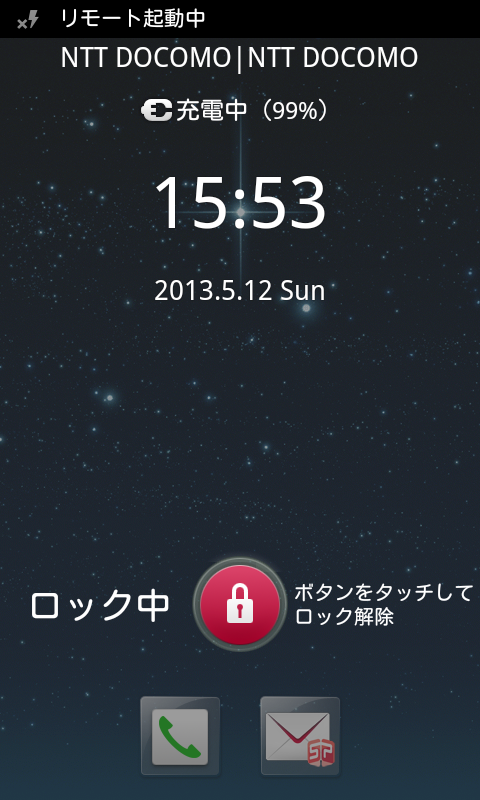 リモート起動中
NTT DOCOMO|NTT DOCOMO
充電中（99%）
15:53
2013.5.12 Sun
ロック中
ボタンをタッチして
ロック解除